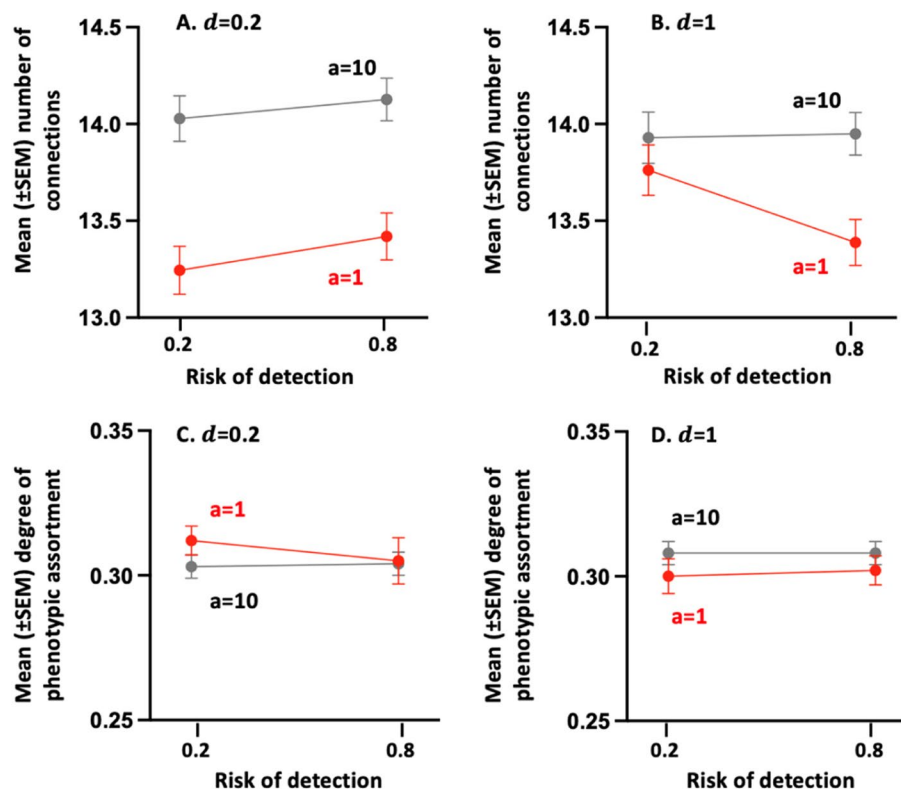 A. d=0.2
Mean (±SEM) number of
connections
14.5
14.0
13.5
13.0
a=10
a=1
0.2
0.8
Risk of detection
B. d=1
Mean (±SEM) number of
connections
14.5
14.0
13.5
13.0
a=10
a=1
0.2
0.8
Risk of detection
C. d=0.2
Mean (±SEM) degree of
phenotypic assortment
0.35
0.30
0.25
a=1
a=10
0.2
0.8
Risk of detection
D. d=1
Mean (±SEM) degree of
phenotypic assortment
0.35
0.30
0.25
a=10
a=1
0.2
0.8
Risk of detection